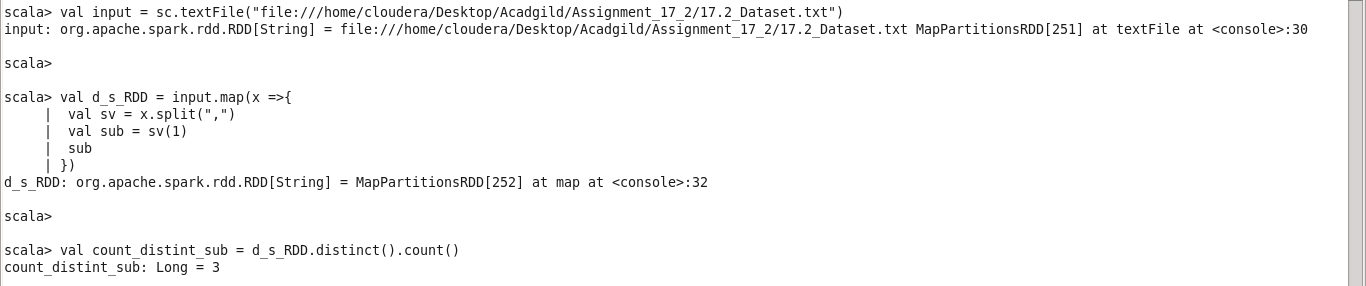 scala> val input = sc.textFile("file:///home/cloudera/Desktop/Acadgild/Assignment_17_2/17.2_Dataset.txt")
input: org.apache.spark.rdd.RDD[String] = file:///home/cloudera/Desktop/Acadgild/Assignment_17_2/17.2_Dataset.txt MapPartitionsRDD[251] at textFile at <console>:30
scala>
scala> val d_s_RDD = input.map(x =>{
     |  val sv = x.split(",")
     |  val sub = sv(1)
     |  sub
     | })
d_s_RDD: org.apache.spark.rdd.RDD[String] = MapPartitionsRDD[252] at map at <console>:32
scala>
scala> val count_distint_sub = d_s_RDD.distinct().count()
count_distint_sub: Long = 3